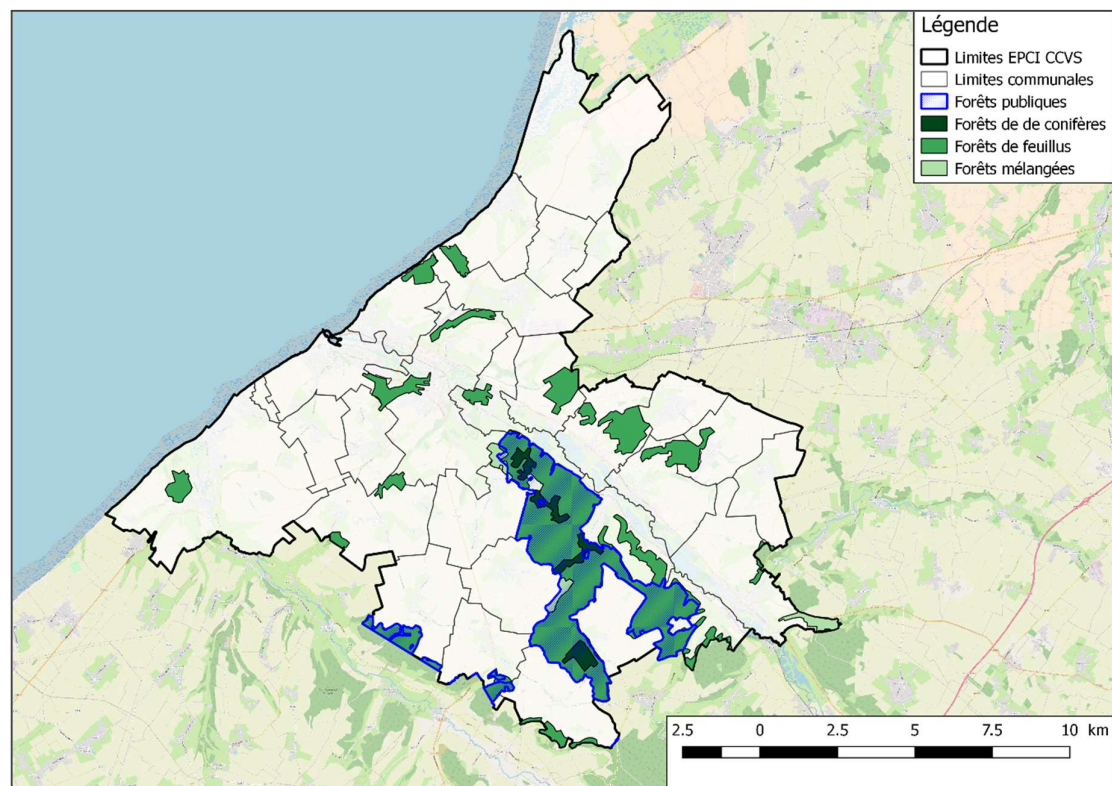 Légende
Limites EPCI CCVS
Limites communales
Forêts publiques
Forêts de de conifères
Forêts de feuillus
Forêts mélangées
2.5 0 2.5 5 7.5 10 km